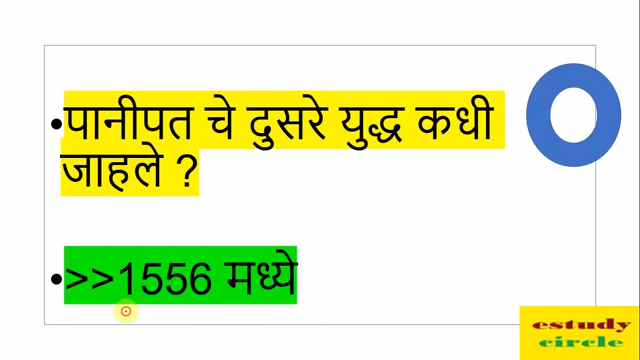 •पानीपत चे दुसरे युद्ध कधी
जाहले ?
•>>1556 मध्ये
estudy
circle